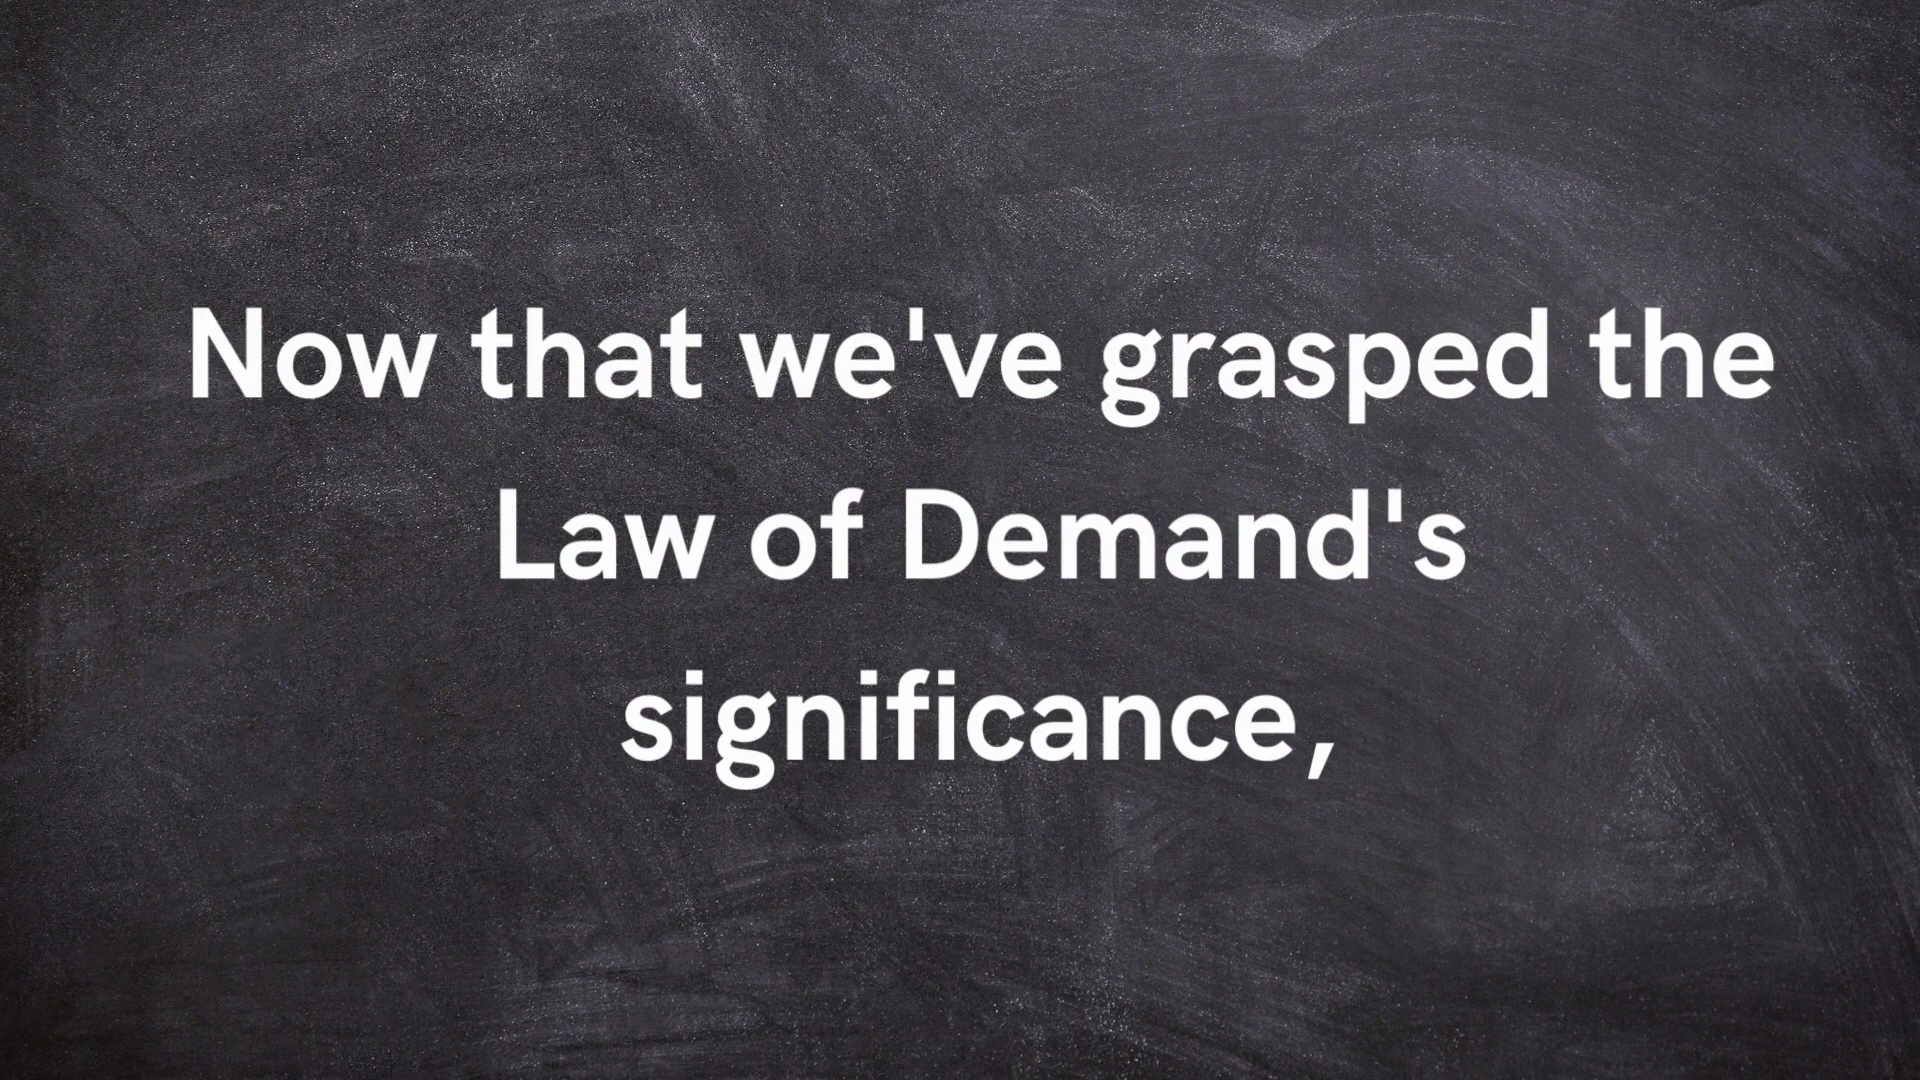 Now that we've grasped the
Law of Demand's
significance,